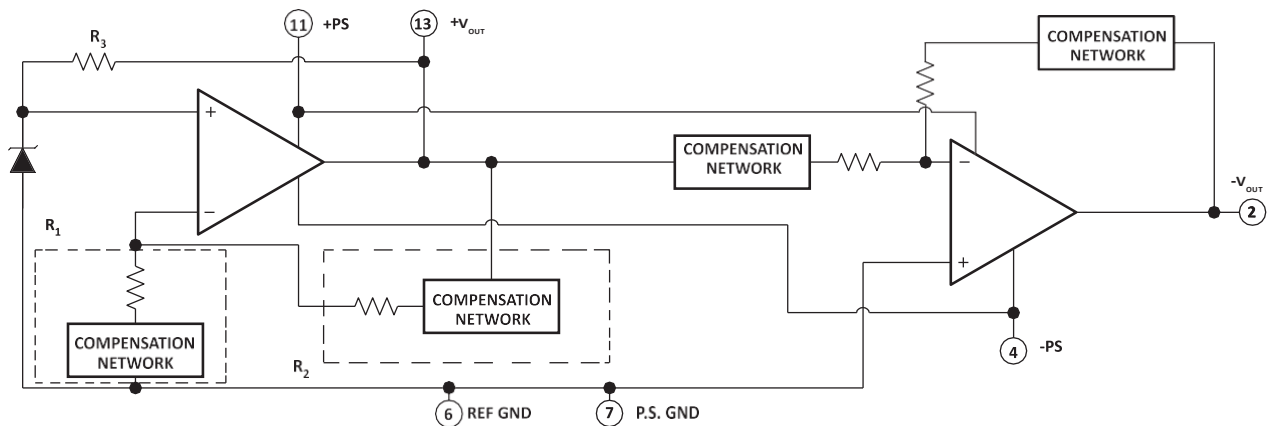 11 +PS
13 +VOUT
R3
COMPENSATION
NETWORK
+
COMPENSATION
NETWORK
−
-VOUT
2
−
R1
+
COMPENSATION
NETWORK
COMPENSATION
NETWORK
4 -PS
R2
6 REF GND
7 P.S. GND